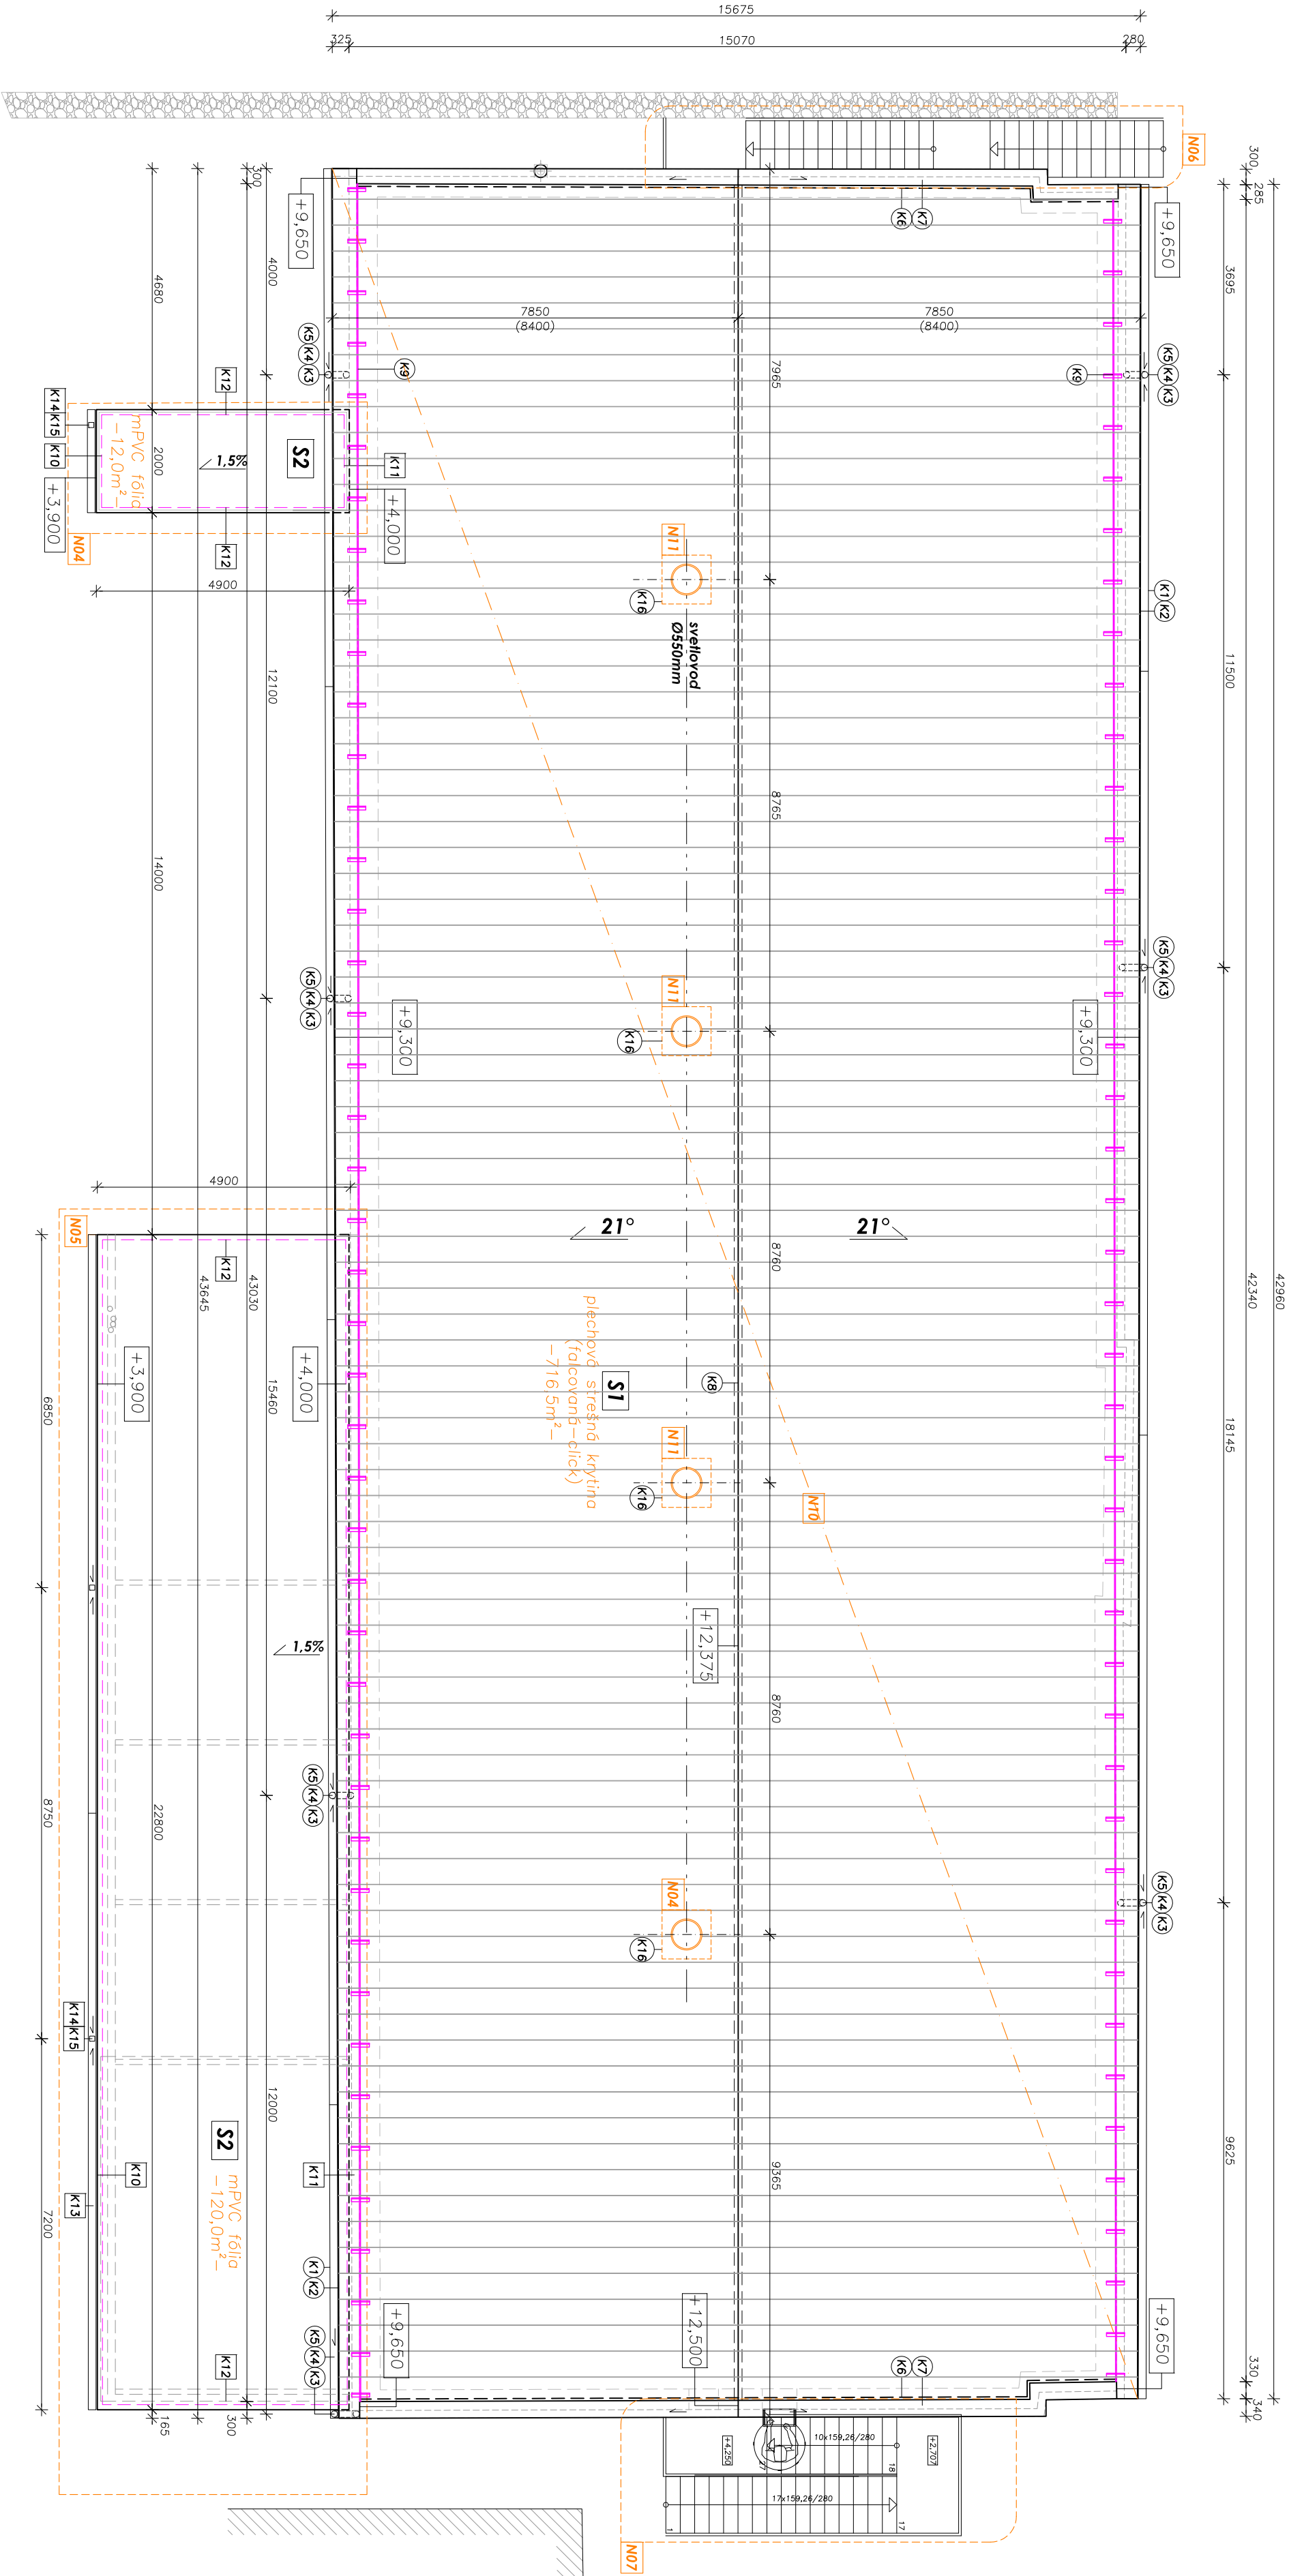 15675
325
15070
280
N06
300
285
42960
42340
+9,650
+9,650
300
K7
K6
3695
4000
4680
7850
(8400)
7850
(8400)
7965
K5
K4
K3
K9
K9
K5
K4
K3
K12
K14
K15
K10
+3,900
mPVC fólia
-12,0m²-
2000
1,5%
S2
K11
+4,000
K12
N04
4900
N11
K16
svetlovod
Ø550mm
K1
K2
11500
12100
8765
14000
K5
K4
K3
K5
K4
K3
+9,300
+9,300
N11
K16
4900
N05
K12
21°
21°
8760
43645
43030
+3,900
+4,000
6850
15460
plechová strešná krytina
(falcovaná-click)
-716,5m²-
S1
K8
18145
N11
K16
N10
+12,375
1,5%
8760
K5
K4
K3
8750
22800
N04
K16
K5
K4
K3
K14
K15
12000
S2
mPVC fólia
-120,0m²-
K10
K13
K11
9365
9625
7200
K1
K2
K5
K4
K3
+9,650
+12,500
K7
K6
+9,650
K12
165
300
330
340
+4,250
+2,707
10x159,26/280
27
18
17x159,26/280
1
17
N07